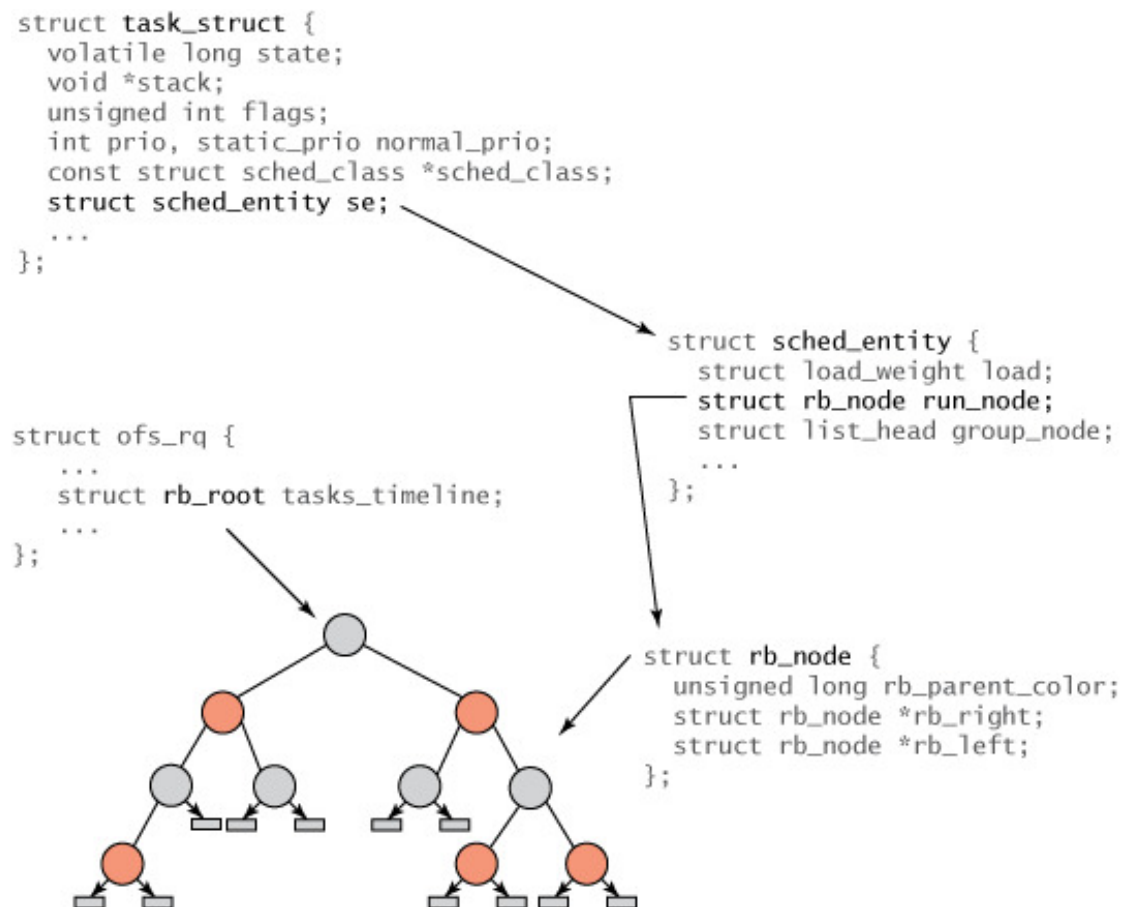 struct task_struct {
volatile long state;
void *stack;
unsigned int flags;
int prio, static_prio normal_prio;
const struct sched_class *sched_class;
struct sched_entity se;
...
};
struct sched_entity {
struct load_weight load;
struct rb_node run_node;
struct list_head group_node;
...
};
struct ofs_rq {
...
struct rb_root tasks_timeline;
...
};
struct rb_node {
unsigned long rb_parent_color;
struct rb_node *rb_right;
struct rb_node *rb_left;
};